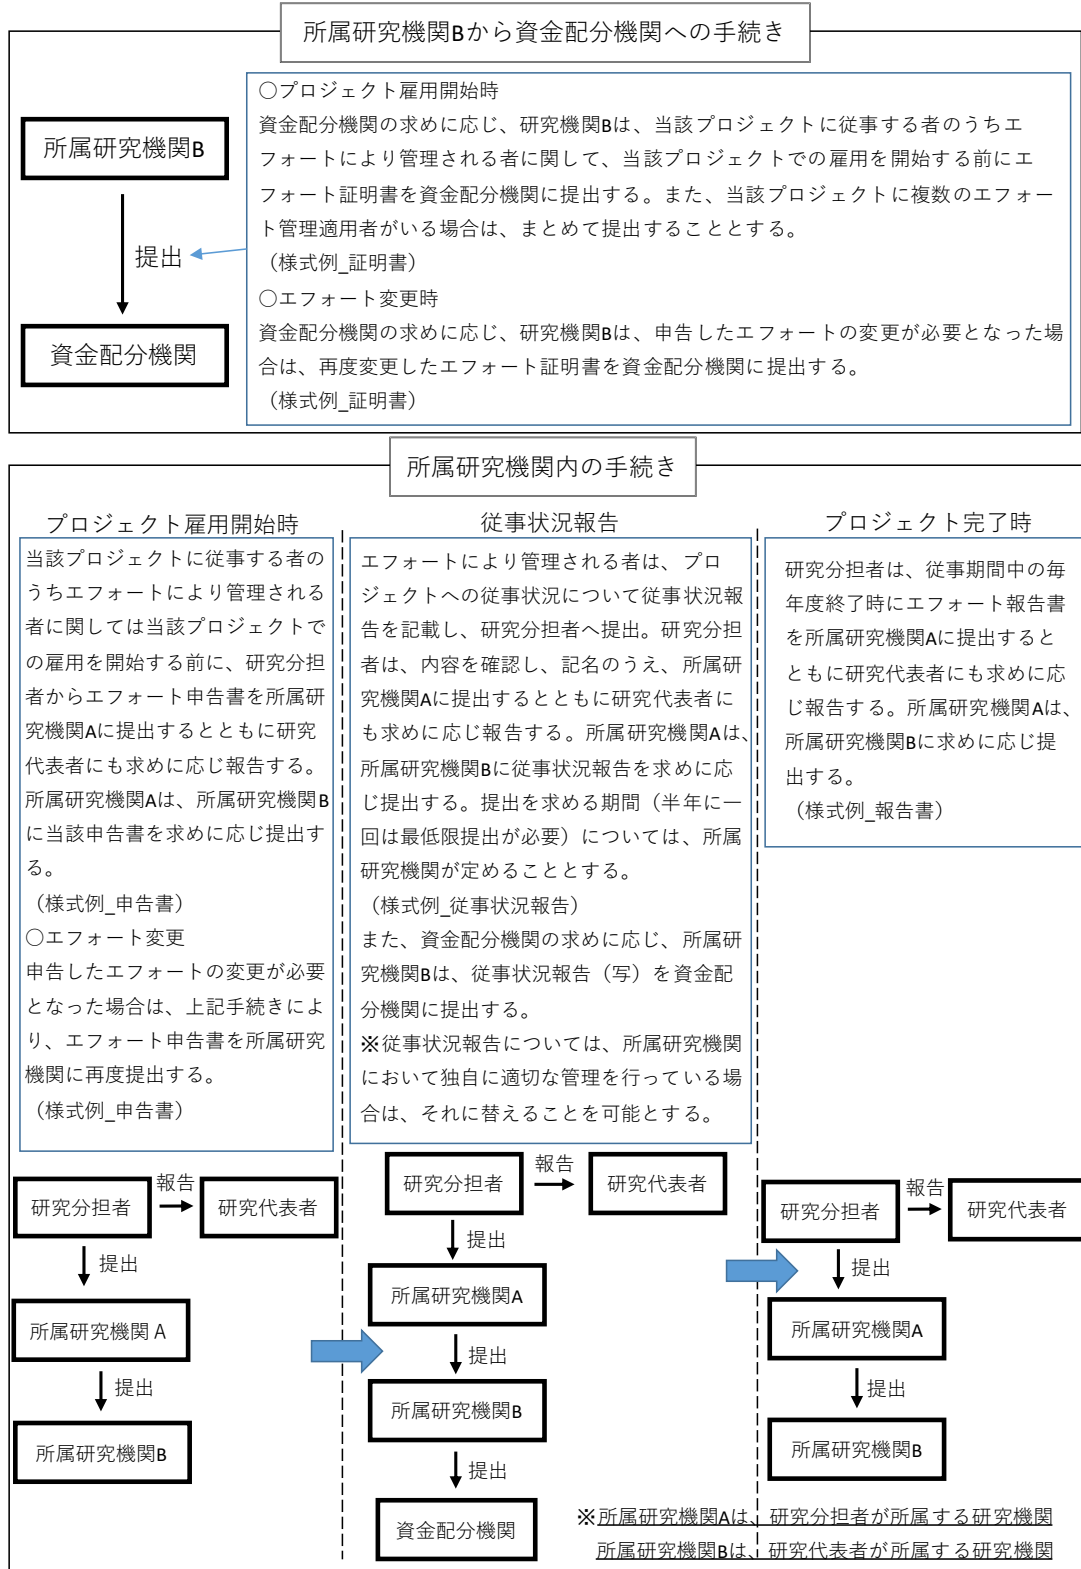 所属研究機関Bから資金配分機関への手続き
所属研究機関B
提出
資金配分機関
○プロジェクト雇用開始時
資金配分機関の求めに応じ、研究機関Bは、当該プロジェクトに従事する者のうちエ
フォートにより管理される者に関して、当該プロジェクトでの雇用を開始する前にエ
フォート証明書を資金配分機関に提出する。また、当該プロジェクトに複数のエフォー
ト管理適用者がいる場合は、まとめて提出することとする。
（様式例_証明書）
○エフォート変更時
資金配分機関の求めに応じ、研究機関Bは、申告したエフォートの変更が必要となった場
合は、再度変更したエフォート証明書を資金配分機関に提出する。
（様式例_証明書）
所属研究機関内の手続き
プロジェクト雇用開始時
当該プロジェクトに従事する者の
うちエフォートにより管理される
者に関しては当該プロジェクトで
の雇用を開始する前に、研究分担
者からエフォート申告書を所属研
究機関Aに提出するとともに研究
代表者にも求めに応じ報告する。
所属研究機関Aは、所属研究機関B
に当該申告書を求めに応じ提出す
る。
（様式例_申告書）
○エフォート変更
申告したエフォートの変更が必要
となった場合は、上記手続きによ
り、エフォート申告書を所属研究
機関に再度提出する。
（様式例_申告書）
研究分担者
報告
研究代表者
提出
所属研究機関Ａ
提出
所属研究機関B
従事状況報告
エフォートにより管理される者は、プロ
ジェクトへの従事状況について従事状況報
告を記載し、研究分担者へ提出。研究分担
者は、内容を確認し、記名のうえ、所属研
究機関Aに提出するとともに研究代表者に
も求めに応じ報告する。所属研究機関Aは、
所属研究機関Bに従事状況報告を求めに応
じ提出する。提出を求める期間（半年に一
回は最低限提出が必要）については、所属
研究機関が定めることとする。
（様式例_従事状況報告）
また、資金配分機関の求めに応じ、所属研
究機関Bは、従事状況報告（写）を資金配
分機関に提出する。
※従事状況報告については、所属研究機関
において独自に適切な管理を行っている場
合は、それに替えることを可能とする。
研究分担者
報告
研究代表者
提出
所属研究機関A
提出
所属研究機関B
提出
資金配分機関
プロジェクト完了時
研究分担者は、従事期間中の毎
年度終了時にエフォート報告書
を所属研究機関Aに提出すると
ともに研究代表者にも求めに応
じ報告する。所属研究機関Aは、
所属研究機関Bに求めに応じ提
出する。
（様式例_報告書）
研究分担者
報告
研究代表者
提出
所属研究機関A
提出
所属研究機関B
※所属研究機関Aは、研究分担者が所属する研究機関
所属研究機関Bは、研究代表者が所属する研究機関